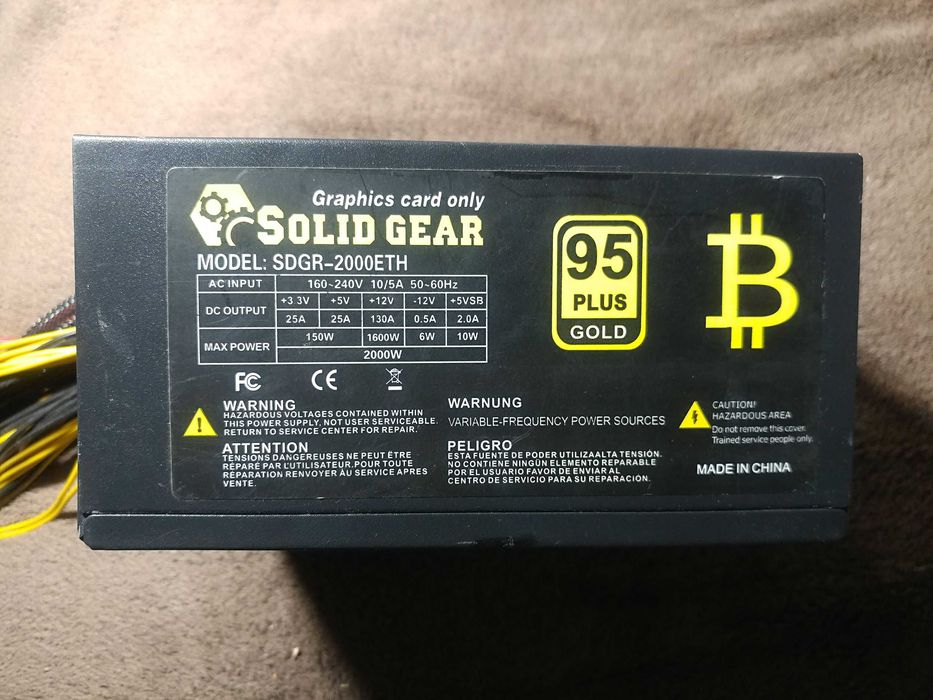 Graphics card only
SOLID GEAR
MODEL: SDGR-2000ETH
AC INPUT 160~240V 10/5A 50~60Hz
DC OUTPUT +3.3V +5V +12V -12V +5VSB
25A 25A 130A 0.5A 2.0A
MAX POWER 150W 1600W 6W 10W
2000W
FC CE
WARNING
HAZARDOUS VOLTAGES CONTAINED WITHIN
THIS POWER SUPPLY, NOT USER SERVICEABLE.
RETURN TO SERVICE CENTER FOR REPAIR.
ATTENTION
TENSIONS DANGEREUSES NE PEUT ÊTRE
RÉPARÉ PAR L'UTILISATEUR.POUR TOUTE
RÉPARATION RENVOYER AU SERVICE APRES
VENTE.
WARNUNG
VARIABLE-FREQUENCY POWER SOURCES
PELIGRO
ESTA FUENTE DE PODER UTILIZAALTA TENSIÓN.
NO CONTIENE NINGÚN ELEMENTO REPARABLE
POR EL USUARIO FAVOR DE ENVIAR AL
CENTRO DE SERVICIO PARA SU REPARACION.
95
PLUS
GOLD
CAUTION!
HAZARDOUS AREA
Do not remove this cover.
Trained service people only.
MADE IN CHINA